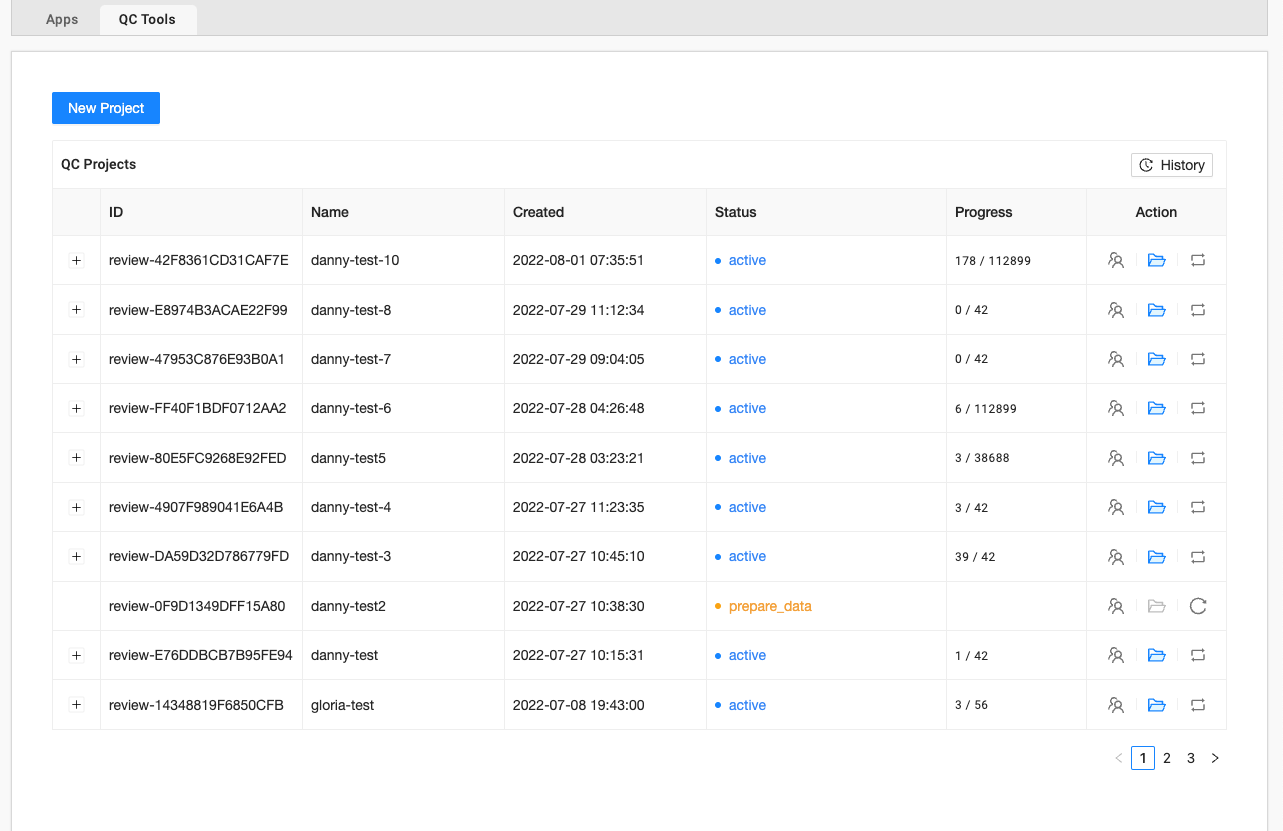 Apps QC Tools
New Project
QC Projects History
ID Name Created Status Progress Action
review-42F8361CD31CAF7E danny-test-10 2022-08-01 07:35:51 active 178 / 112899
review-E8974B3ACAE22F99 danny-test-8 2022-07-29 11:12:34 active 0 / 42
review-47953C876E93B0A1 danny-test-7 2022-07-29 09:04:05 active 0 / 42
review-FF40F1BDF0712AA2 danny-test-6 2022-07-28 04:26:48 active 6 / 112899
review-80E5FC9268E92FED danny-test5 2022-07-28 03:23:21 active 3 / 38688
review-4907F989041E6A4B danny-test-4 2022-07-27 11:23:35 active 3 / 42
review-DA59D32D786779FD danny-test-3 2022-07-27 10:45:10 active 39 / 42
review-0F9D1349DFF15A80 danny-test2 2022-07-27 10:38:30 prepare_data
review-E76DDBCB7B95FE94 danny-test 2022-07-27 10:15:31 active 1 / 42
review-14348819F6850CFB gloria-test 2022-07-08 19:43:00 active 3 / 56
< 1 2 3 >